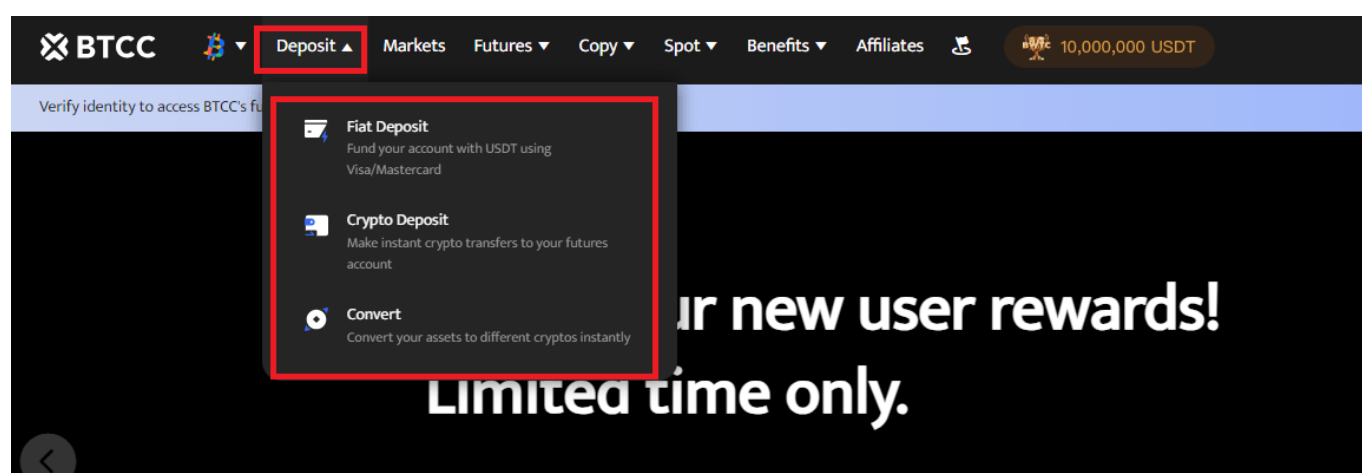 BTCC
Deposit ▲
Markets
Futures ▼
Copy ▼
Spot ▼
Benefits ▼
Affiliates
10,000,000 USDT
Verify identity to access BTCC's
Fiat Deposit
Fund your account with USDT using
Visa/Mastercard
Crypto Deposit
Make instant crypto transfers to your futures
account
Convert
Convert your assets to different cryptos instantly
new user rewards!
Limited time only.